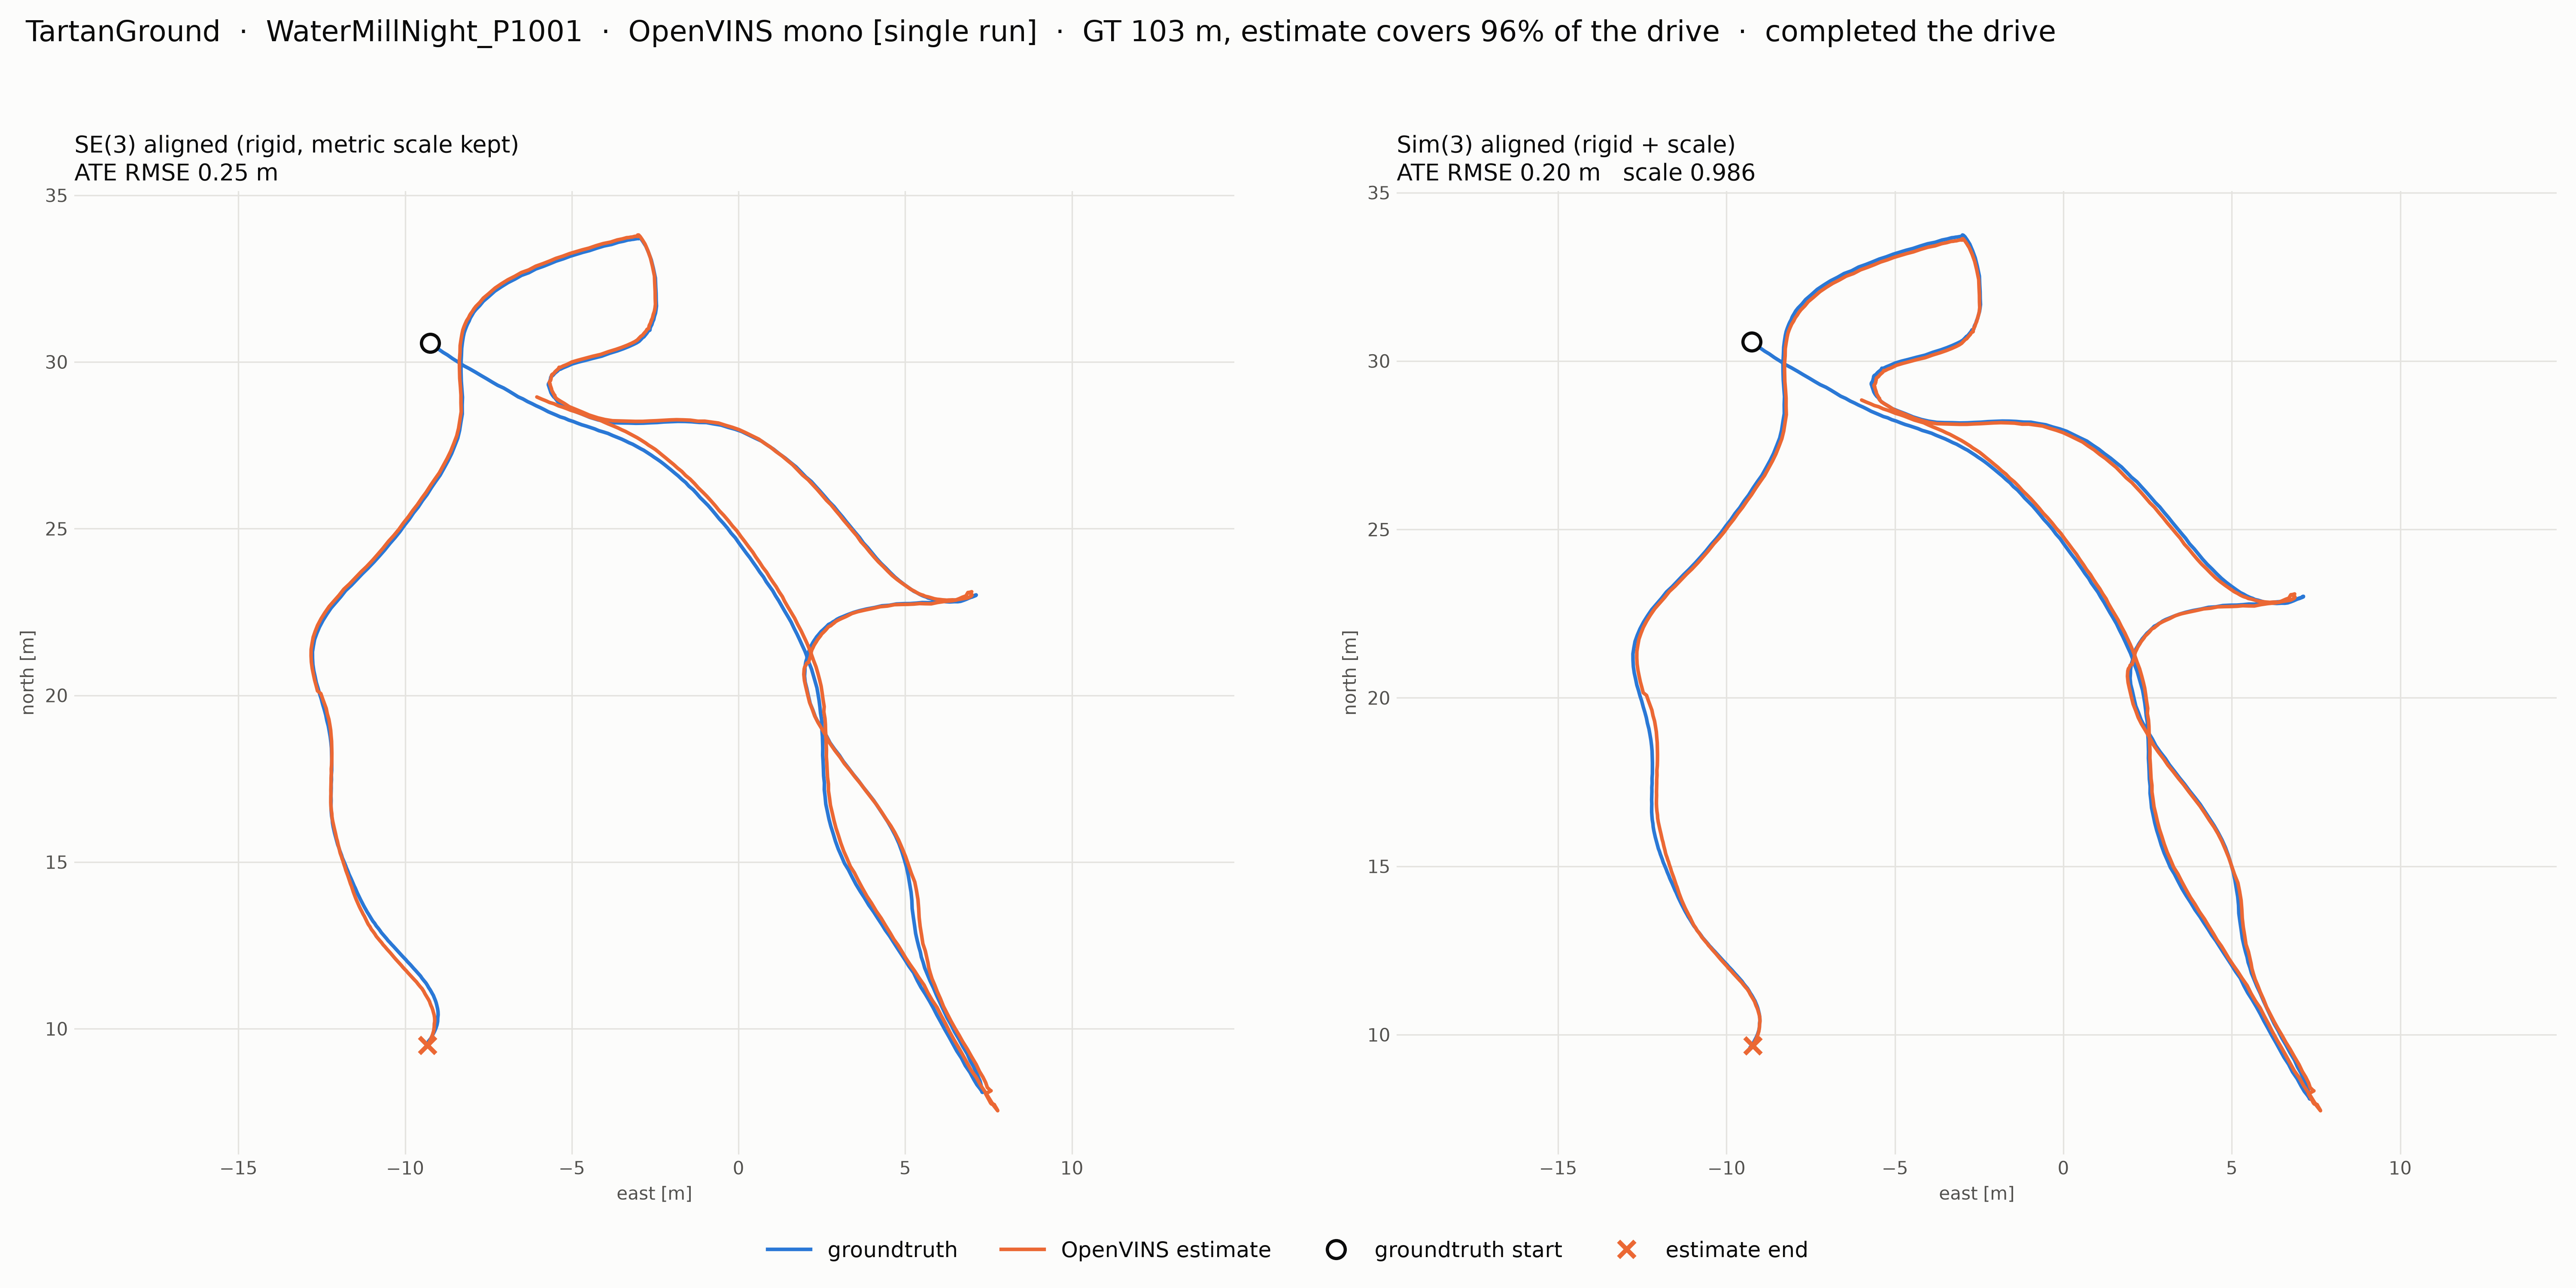 TartanGround · WaterMillNight_P1001 · OpenVINS mono [single run] · GT 103 m, estimate covers 96% of the drive · completed the drive
SE(3) aligned (rigid, metric scale kept)
ATE RMSE 0.25 m
35
30
25
20
15
10
north [m]
−15
−10
−5
0
5
10
east [m]
Sim(3) aligned (rigid + scale)
ATE RMSE 0.20 m scale 0.986
35
30
25
20
15
10
north [m]
−15
−10
−5
0
5
10
east [m]
groundtruth
OpenVINS estimate
groundtruth start
estimate end